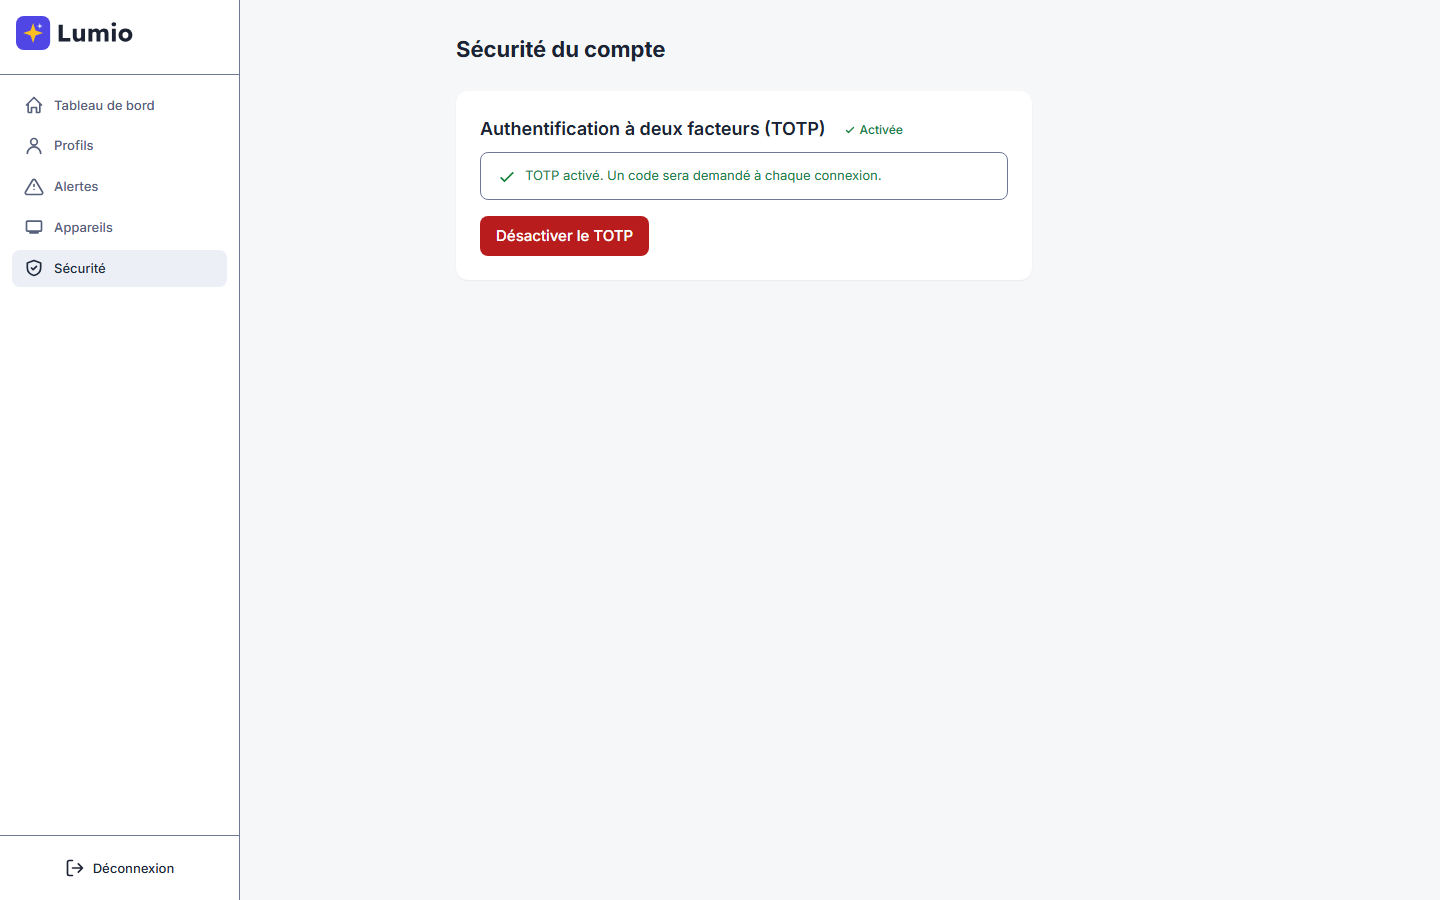 Lumio
Tableau de bord
Profils
Alertes
Appareils
Sécurité
Déconnexion
Sécurité du compte
Authentification à deux facteurs (TOTP) Activée
TOTP activé. Un code sera demandé à chaque connexion.
Désactiver le TOTP